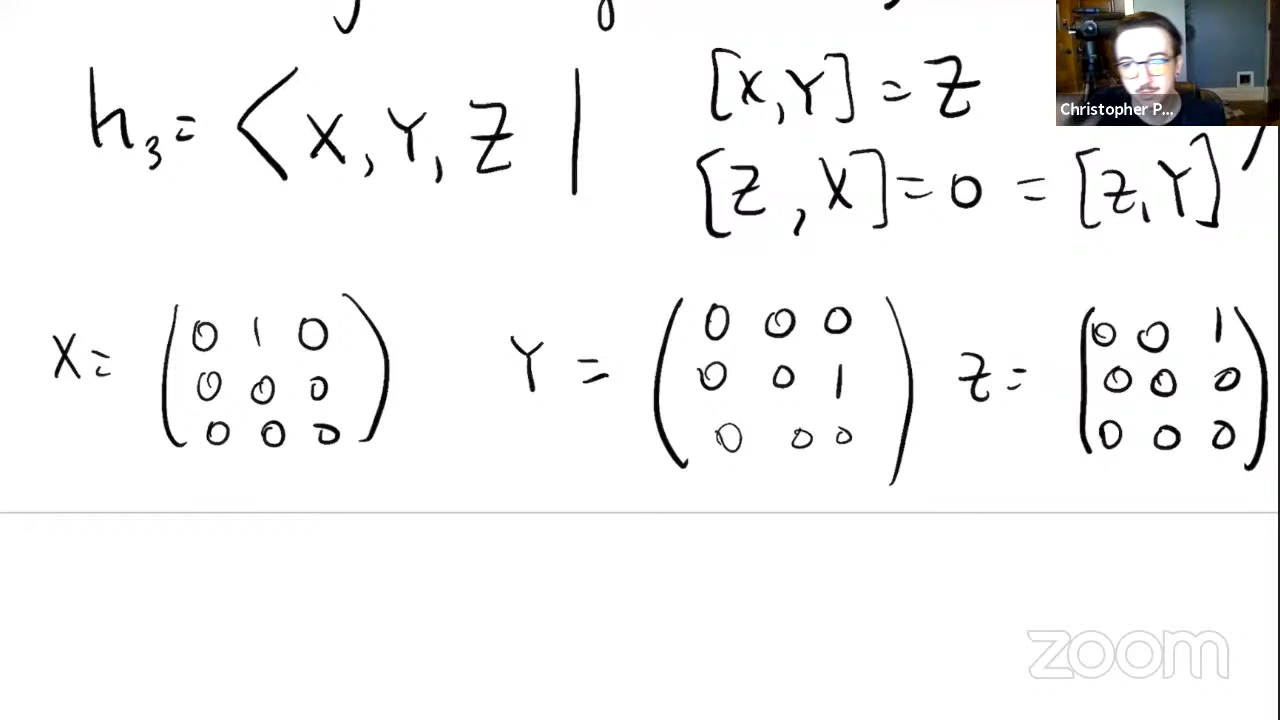 [X,Y] = Z
h₃ = < X, Y, Z |
[Z, X] = 0 = [Z, Y]
Christopher P...
X = (0 1 0
0 0 0
0 0 0)
Y = (0 0 0
0 0 1
0 0 0)
Z = (0 0 1
0 0 0
0 0 0)
zoom